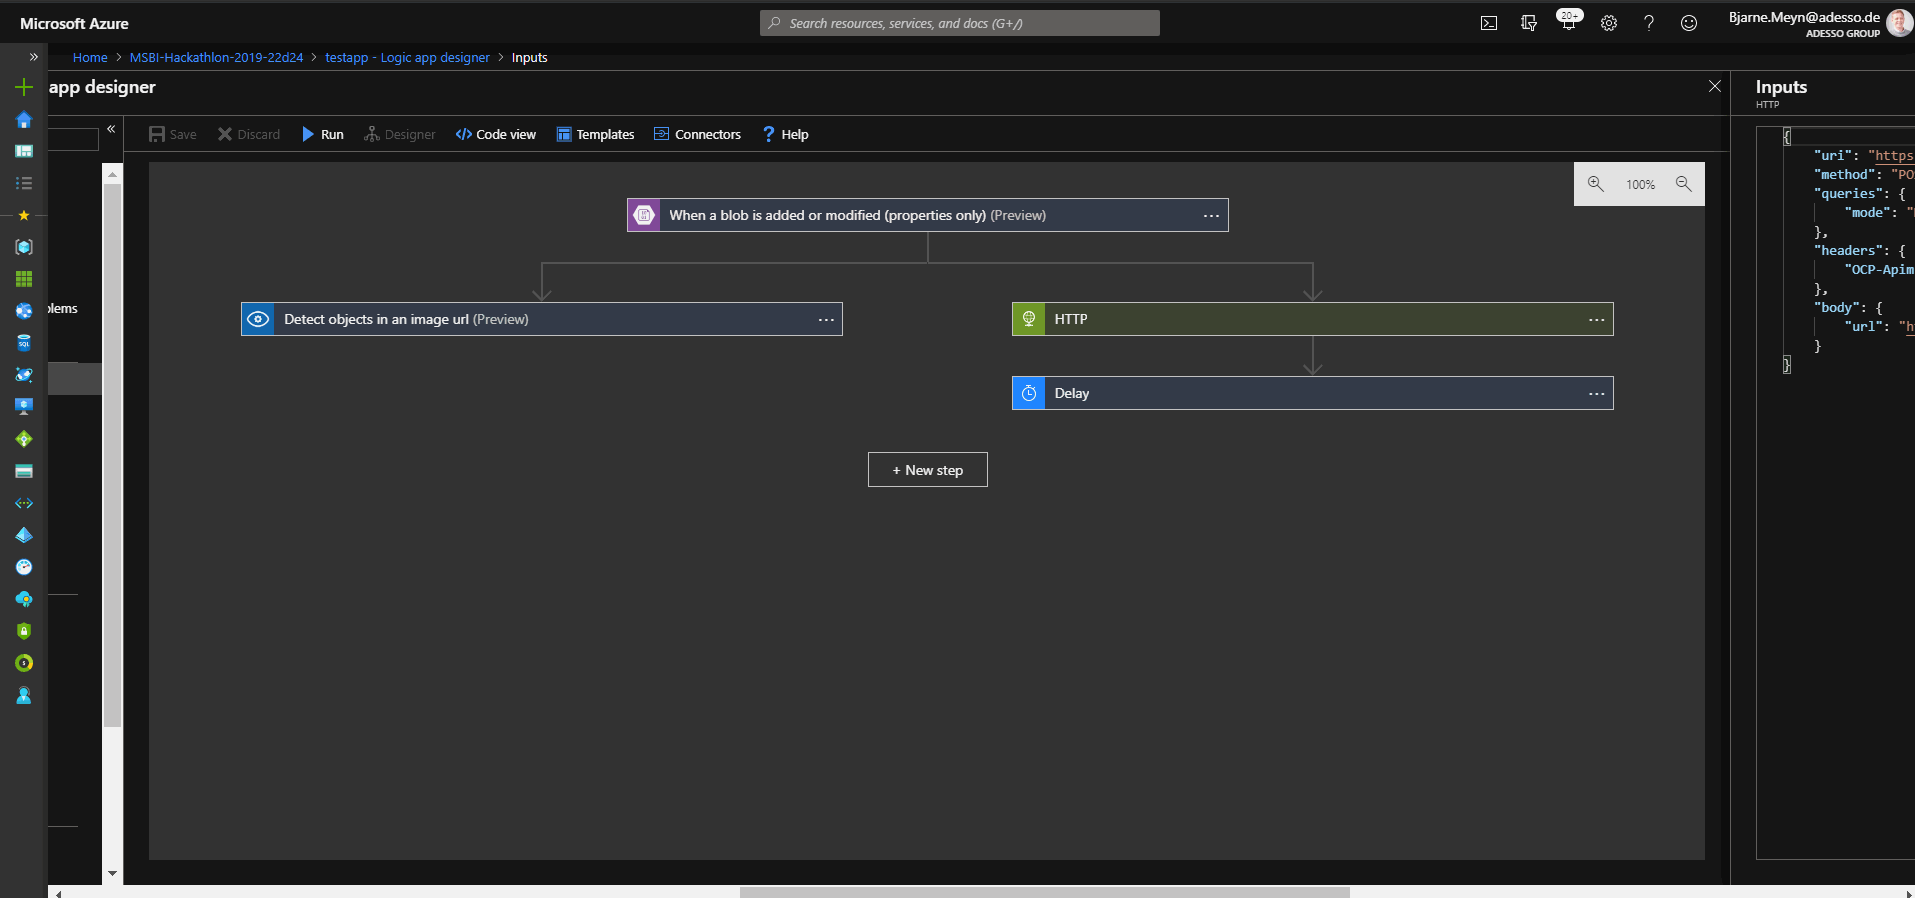 Microsoft Azure
Search resources, services, and docs (G+/)
20+
Bjarne.Meyn@adesso.de
ADESSO GROUP
Home > MSBI-Hackathlon-2019-22d24 > testapp - Logic app designer > Inputs
app designer
Save Discard Run Designer Code view Templates Connectors Help
100%
When a blob is added or modified (properties only) (Preview)
Detect objects in an image url (Preview)
HTTP
Delay
+ New step
blems
Inputs
HTTP
{
"uri": "https
"method": "PO
"queries": {
"mode": "
},
"headers": {
"OCP-Apim
},
"body": {
"url": "h
}
}